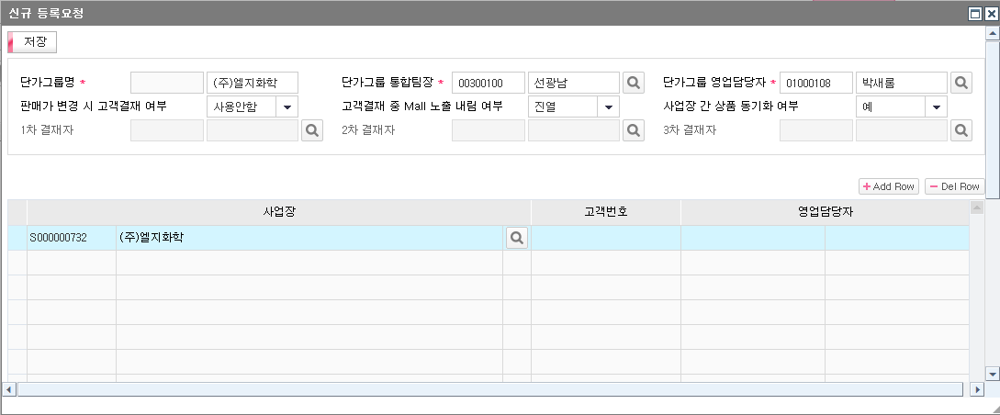 신규 등록요청
저장
단가그룹명 * (주)엘지화학 단가그룹 통합팀장 * 00300100 선광남 단가그룹 영업담당자 * 01000108 박새롬
판매가 변경 시 고객결재 여부 사용안함 고객결재 중 Mall 노출 내림 여부 진열 사업장 간 상품 동기화 여부 예
1차 결재자 2차 결재자 3차 결재자
Add Row Del Row
사업장 고객번호 영업담당자
S000000732 (주)엘지화학